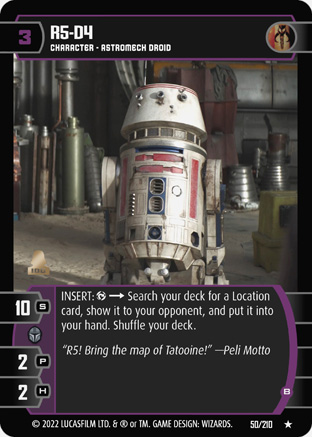 3
R5-D4
CHARACTER - ASTROMECH DROID
10 S
INSERT: → Search your deck for a Location
card, show it to your opponent, and put it into
your hand. Shuffle your deck.
2 P
"R5! Bring the map of Tatooine!" —Peli Motto
2 H
B
© 2022 LUCASFILM LTD. & ® OR TM. GAME DESIGN: WIZARDS.
50/210 ★